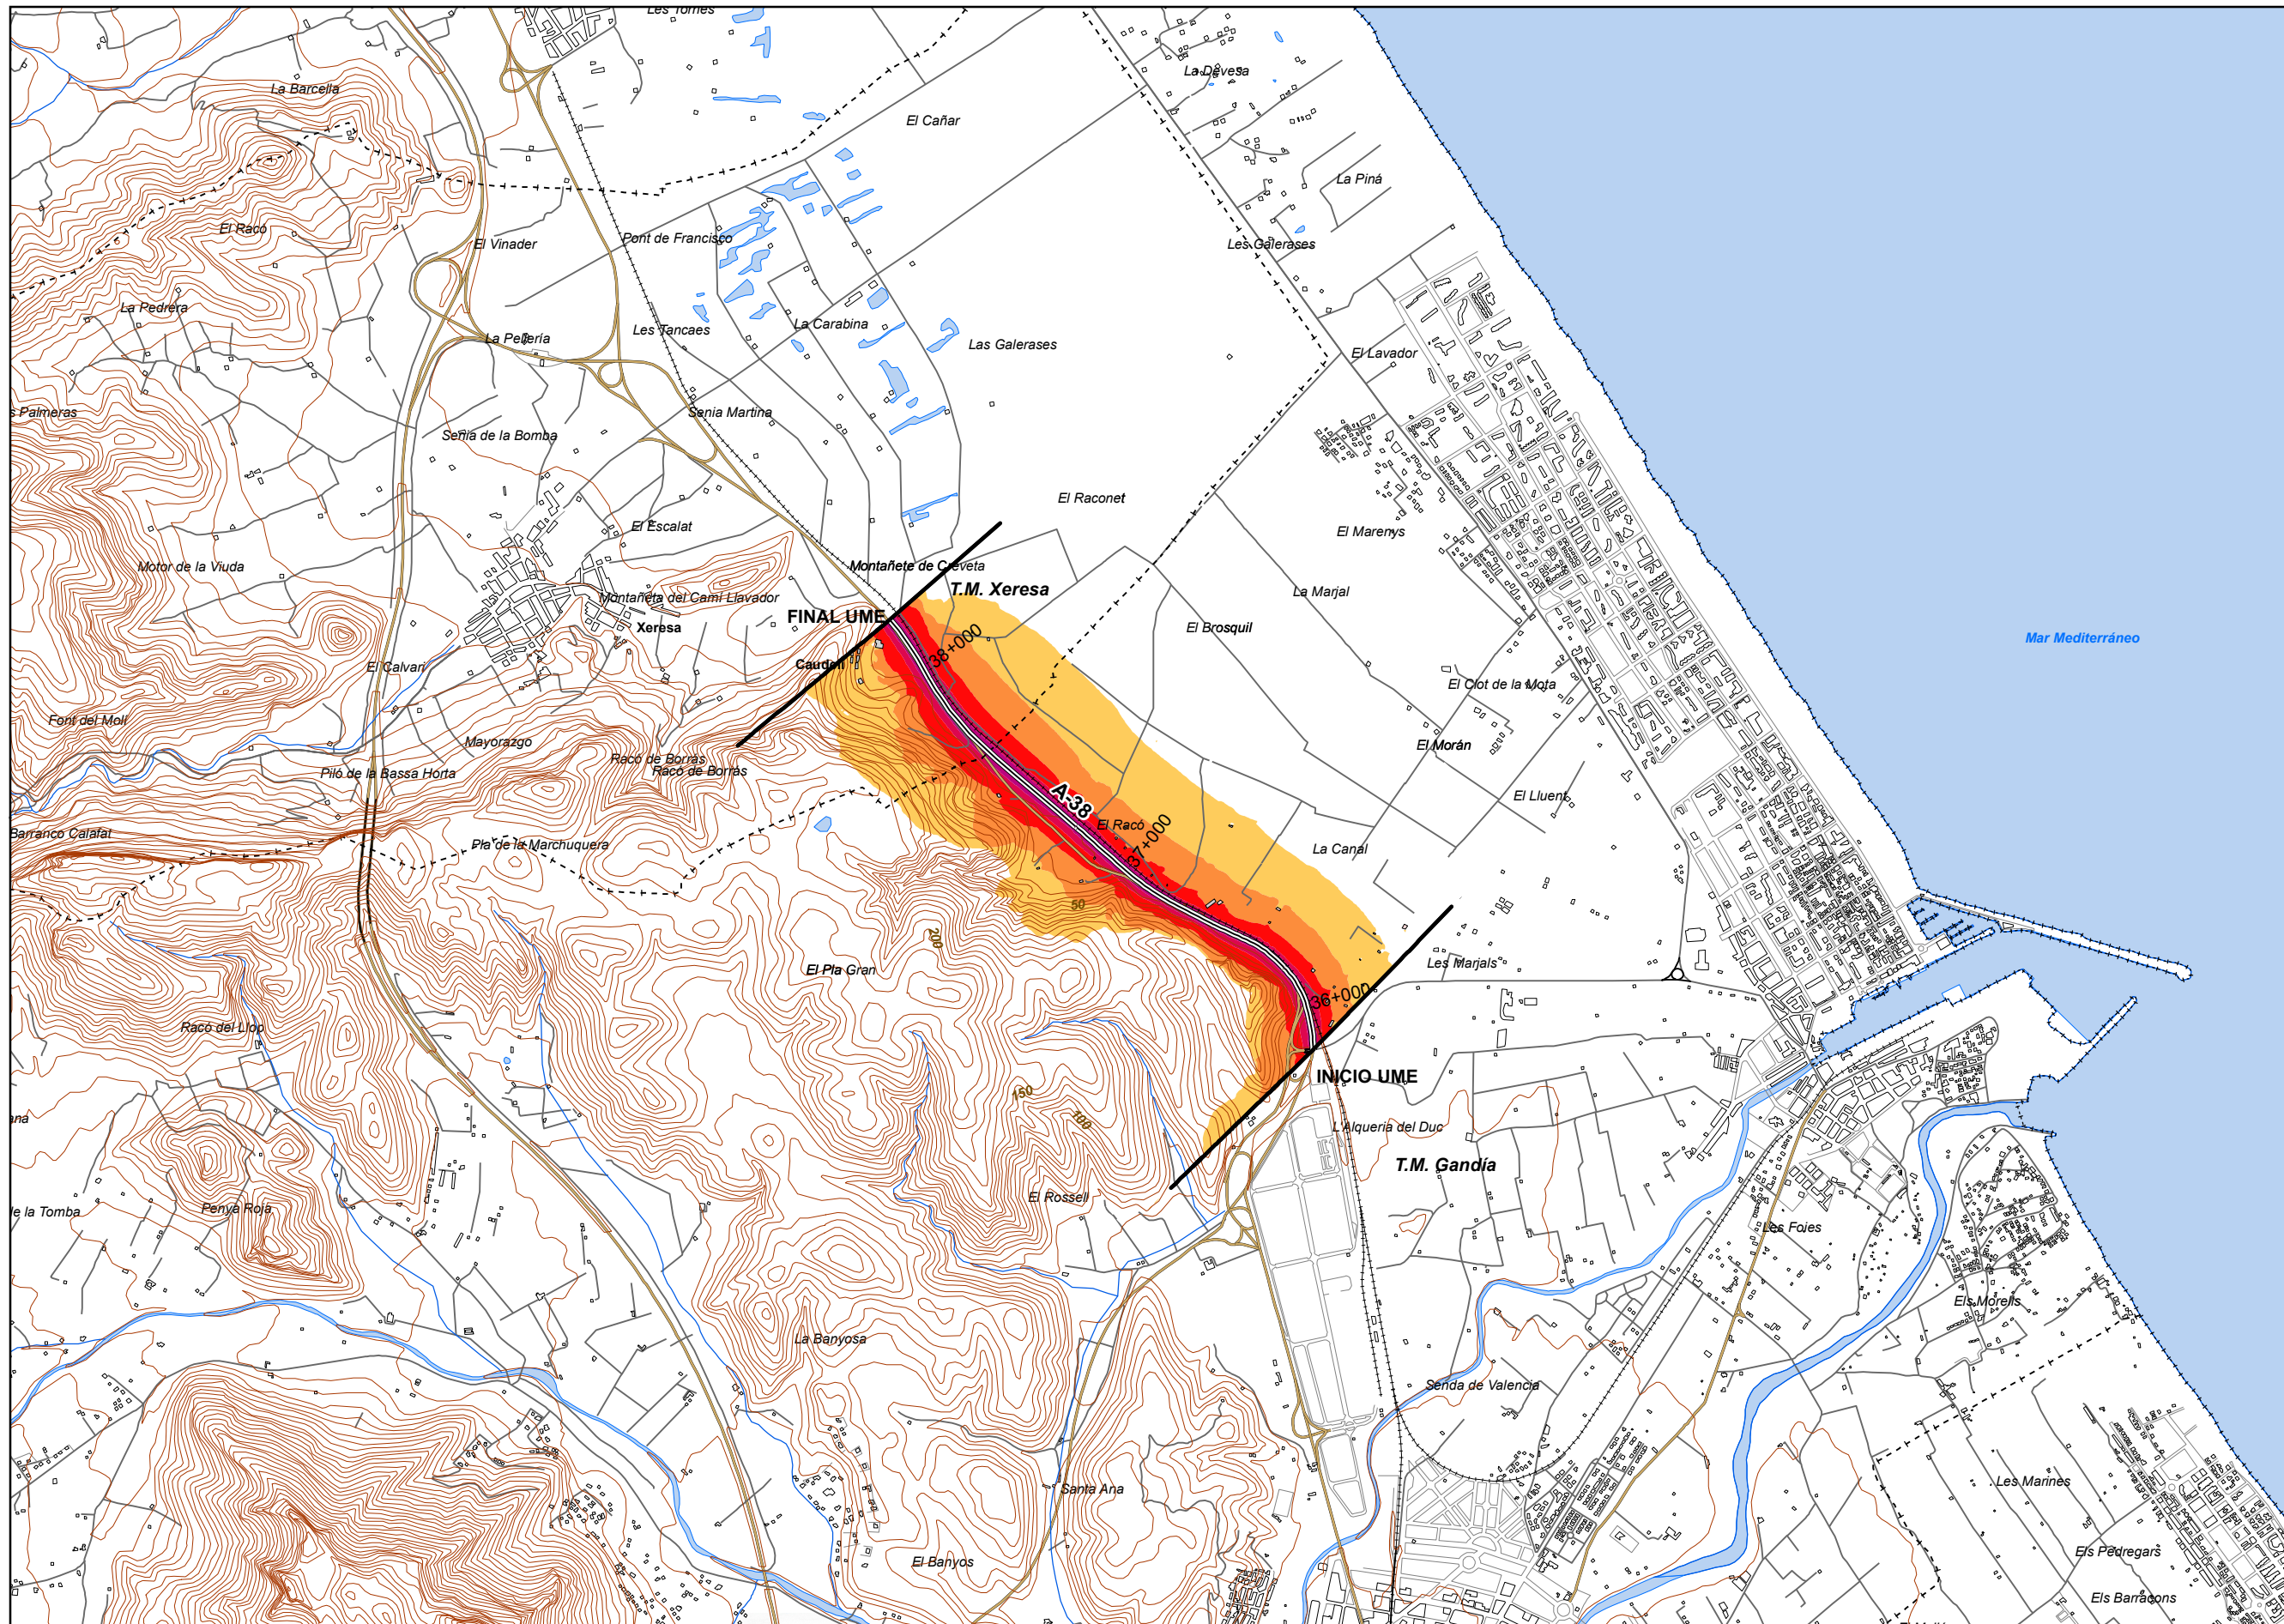 Les Torres
La Devesa
La Barcella
El Cañar
La Piná
El Racó
El Vinader
Pont de Francisco
Les Galerases
La Pedrera
La Carabina
Les Tancaes
La Pelleria
Las Galerases
El Lavador
s Palmeras
Senia Martina
Senia de la Bomba
El Raconet
El Escalat
El Marenys
Motor de la Viuda
Montañete de Creveta
T.M. Xeresa
La Marjal
Montañeta del Camí Llavador
FINAL UME
Xeresa
El Brosquil
Mar Mediterráneo
38+000
Caudell
El Calvari
El Clot de la Mota
Font del Moll
Mayorazgo
El Morán
Racó de Borrás
Racó de Borrás
Piló de la Bassa Horta
El Lluent
A-38
El Racó
Barranco Calafat
37+000
Pla de la Marchuquera
La Canal
50
200
El Pla Gran
Les Marjals
36+000
Racó del Llop
INICIO UME
150
100
ana
L'Alqueria del Duc
T.M. Gandía
El Rossell
Penya Roja
le la Tomba
Les Foies
Els Morells
La Banyosa
Senda de Valencia
Les Marines
Santa Ana
Els Pedregars
El Banyos
Els Barracons